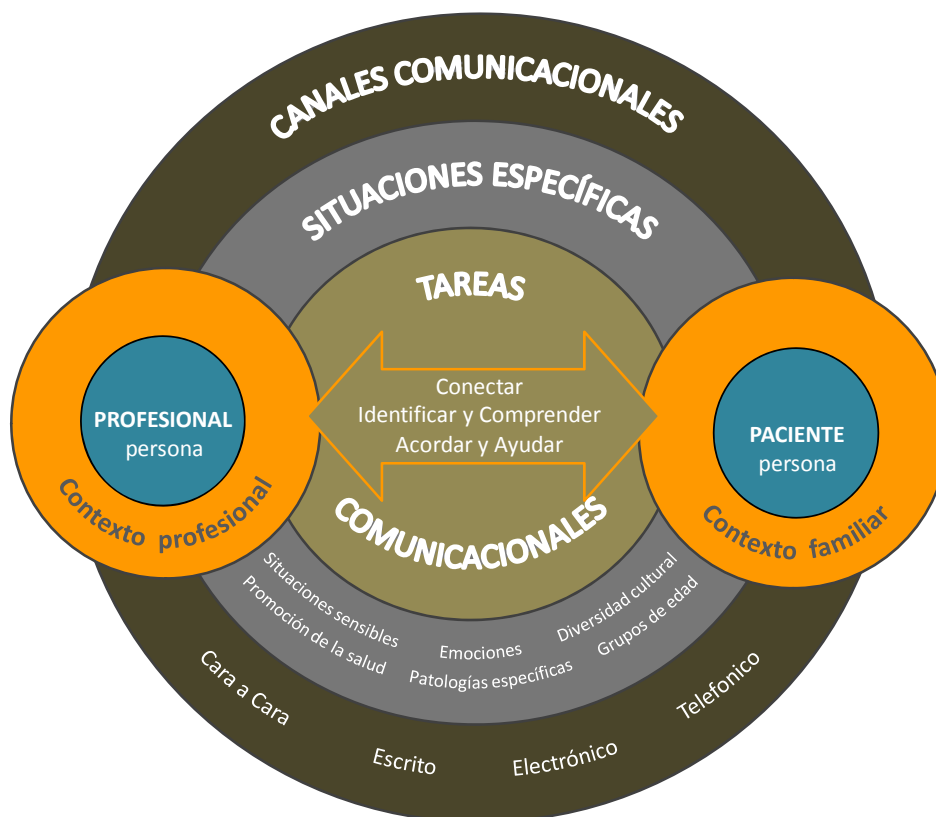 CANALES COMUNICACIONALES
SITUACIONES ESPECÍFICAS
TAREAS
Conectar
Identificar y Comprender
Acordar y Ayudar
COMUNICACIONALES
PROFESIONAL
persona
Contexto profesional
PACIENTE
persona
Contexto familiar
Situaciones sensibles
Promoción de la salud
Emociones
Patologías específicas
Diversidad cultural
Grupos de edad
Cara a Cara
Escrito
Electrónico
Telefonico